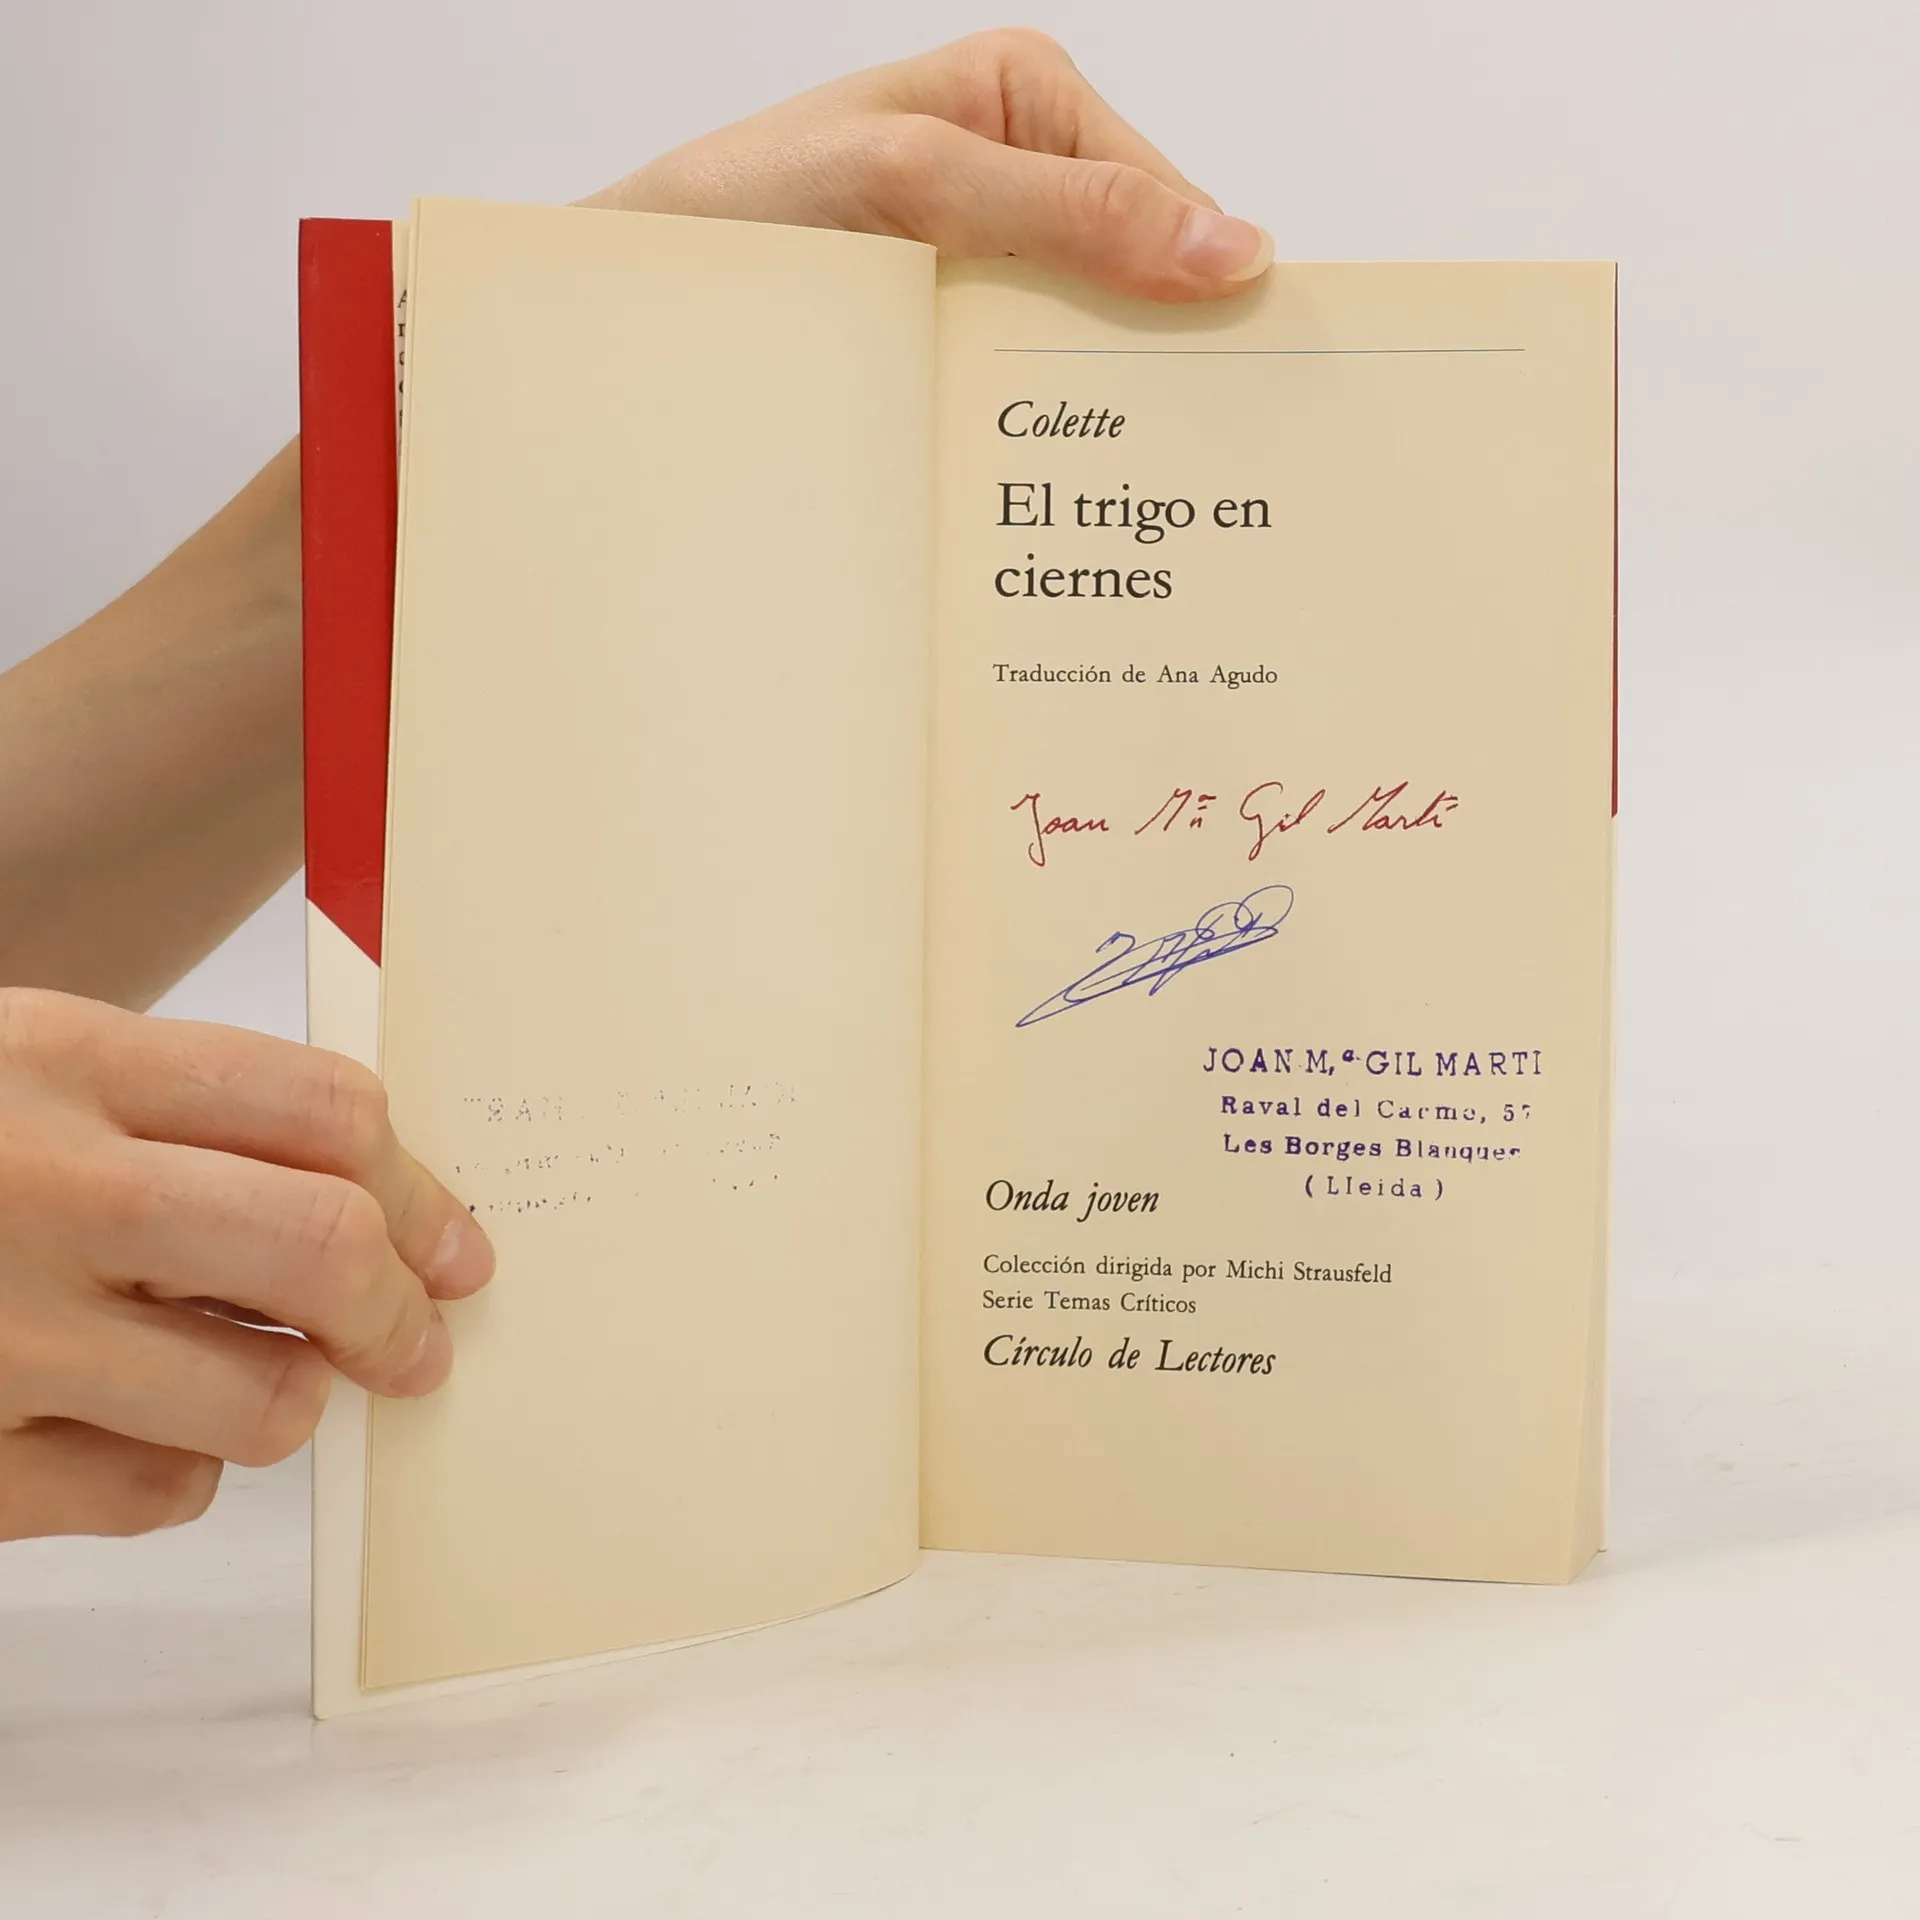 Colette
El trigo en
ciernes
Traducción de Ana Agudo
Joan Mª Gil Martí
JOAN M,ª GIL MARTI
Raval del Carme, 57
Les Borges Blanques
( Lleida )
Onda joven
Colección dirigida por Michi Strausfeld
Serie Temas Críticos
Círculo de Lectores